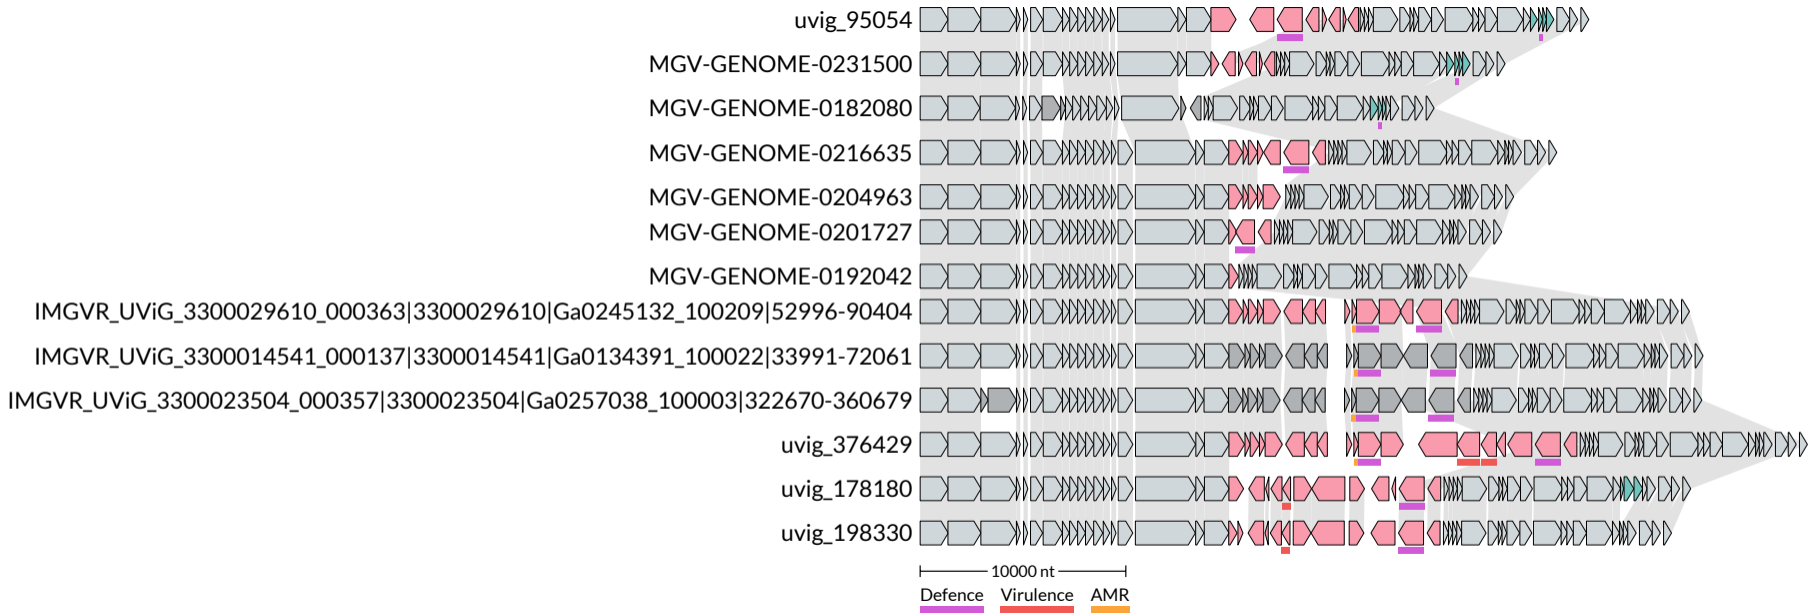 uvig_95054
MGV-GENOME-0231500
MGV-GENOME-0182080
MGV-GENOME-0216635
MGV-GENOME-0204963
MGV-GENOME-0201727
MGV-GENOME-0192042
IMGVR_UViG_3300029610_000363|3300029610|Ga0245132_100209|52996-90404
IMGVR_UViG_3300014541_000137|3300014541|Ga0134391_100022|33991-72061
IMGVR_UViG_3300023504_000357|3300023504|Ga0257038_100003|322670-360679
uvig_376429
uvig_178180
uvig_198330
10000 nt
Defence Virulence AMR